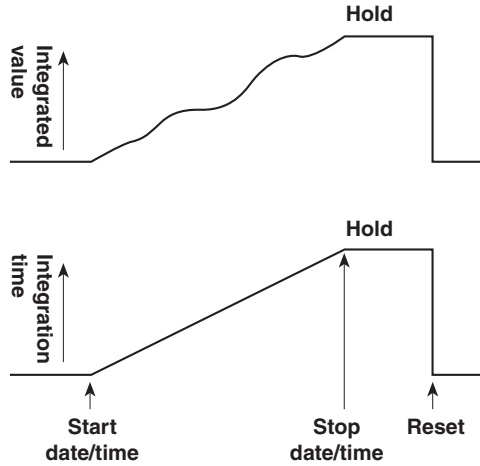 Hold
Integrated
value
Hold
Integration
time
Start
date/time
Stop
date/time
Reset